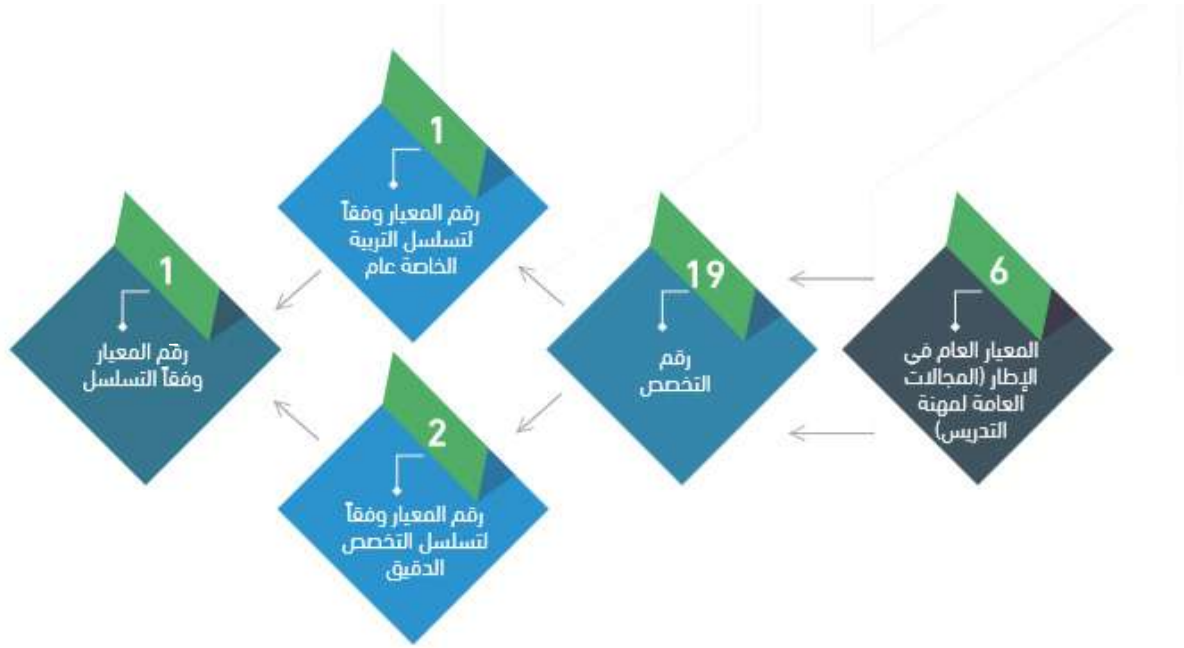 6
المعيار العام في
الإطار (المجالات
العامة لمهنة
التدريس)
19
رقم
التخصص
1
رقم المعيار وفقاً
لتسلسل التربية
الخاصة عام
2
رقم المعيار وفقاً
لتسلسل التخصص
الدقيق
1
رقم المعيار
وفقاً التسلسل